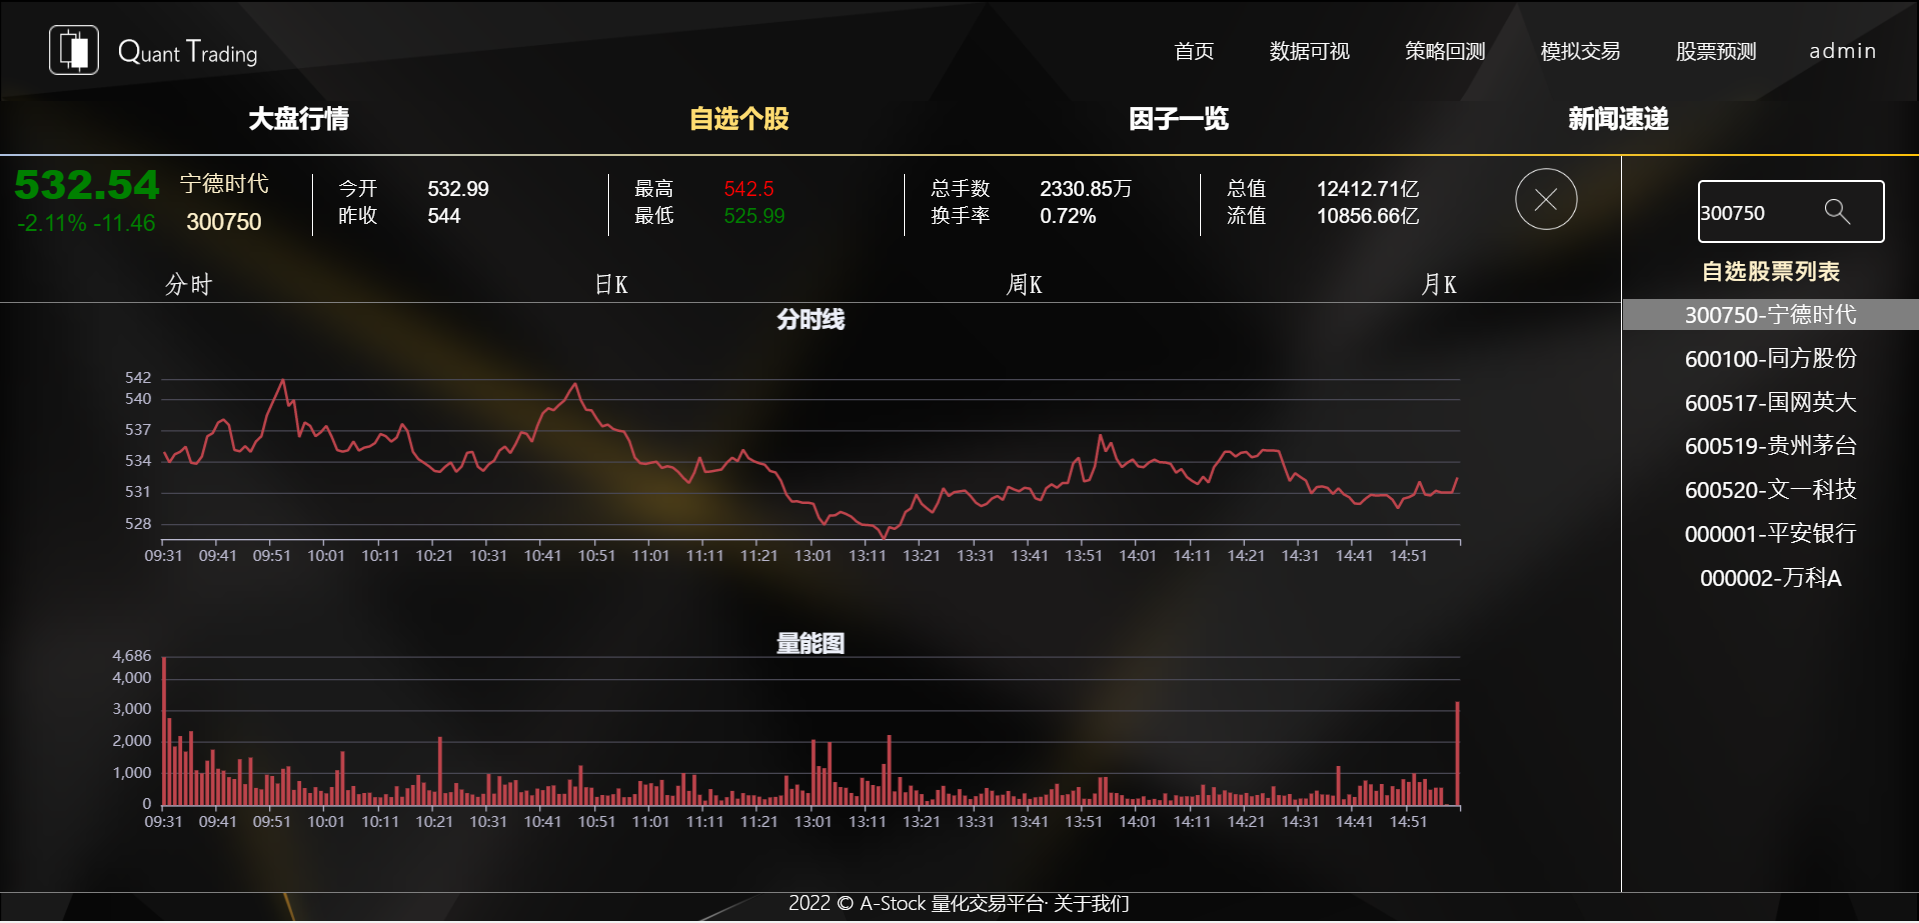 Quant Trading
首页 数据可视 策略回测 模拟交易 股票预测 admin
大盘行情 自选个股 因子一览 新闻速递
532.54 宁德时代
-2.11% -11.46 300750
今开 532.99 最高 542.5 总手数 2330.85万 总值 12412.71亿
昨收 544 最低 525.99 换手率 0.72% 流值 10856.66亿
300750
自选股票列表
300750-宁德时代
600100-同方股份
600517-国网英大
600519-贵州茅台
600520-文一科技
000001-平安银行
000002-万科A
分时 日K 周K 月K
分时线
542
540
537
534
531
528
09:31 09:41 09:51 10:01 10:11 10:21 10:31 10:41 10:51 11:01 11:11 11:21 13:01 13:11 13:21 13:31 13:41 13:51 14:01 14:11 14:21 14:31 14:41 14:51
量能图
4,686
4,000
3,000
2,000
1,000
0
09:31 09:41 09:51 10:01 10:11 10:21 10:31 10:41 10:51 11:01 11:11 11:21 13:01 13:11 13:21 13:31 13:41 13:51 14:01 14:11 14:21 14:31 14:41 14:51
2022 © A-Stock 量化交易平台· 关于我们